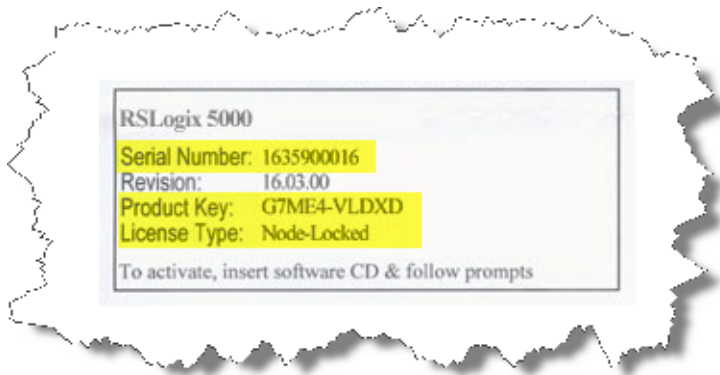 RSLogix 5000
Serial Number: 1635900016
Revision: 16.03.00
Product Key: G7ME4-VLDXD
License Type: Node-Locked
To activate, insert software CD & follow prompts